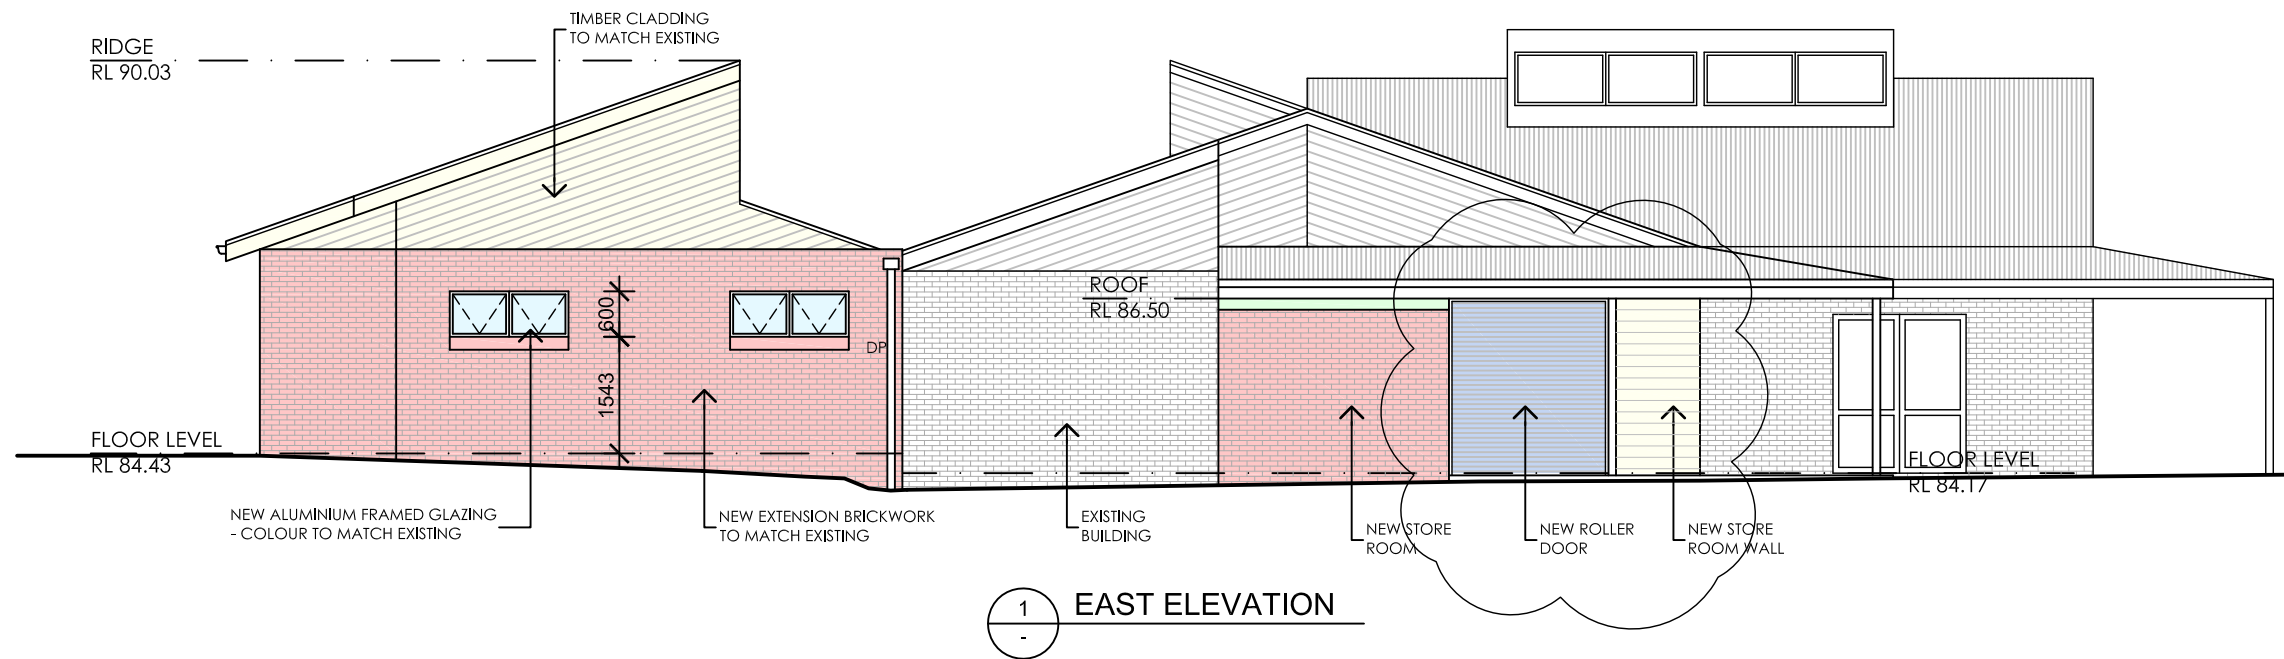 TIMBER CLADDING
TO MATCH EXISTING
RIDGE
RL 90.03
ROOF
RL 86.50
600
DP
1543
FLOOR LEVEL
RL 84.43
FLOOR LEVEL
RL 84.17
NEW ALUMINIUM FRAMED GLAZING
- COLOUR TO MATCH EXISTING
NEW EXTENSION BRICKWORK
TO MATCH EXISTING
EXISTING
BUILDING
NEW STORE
ROOM
NEW ROLLER
DOOR
NEW STORE
ROOM WALL
1
-
EAST ELEVATION